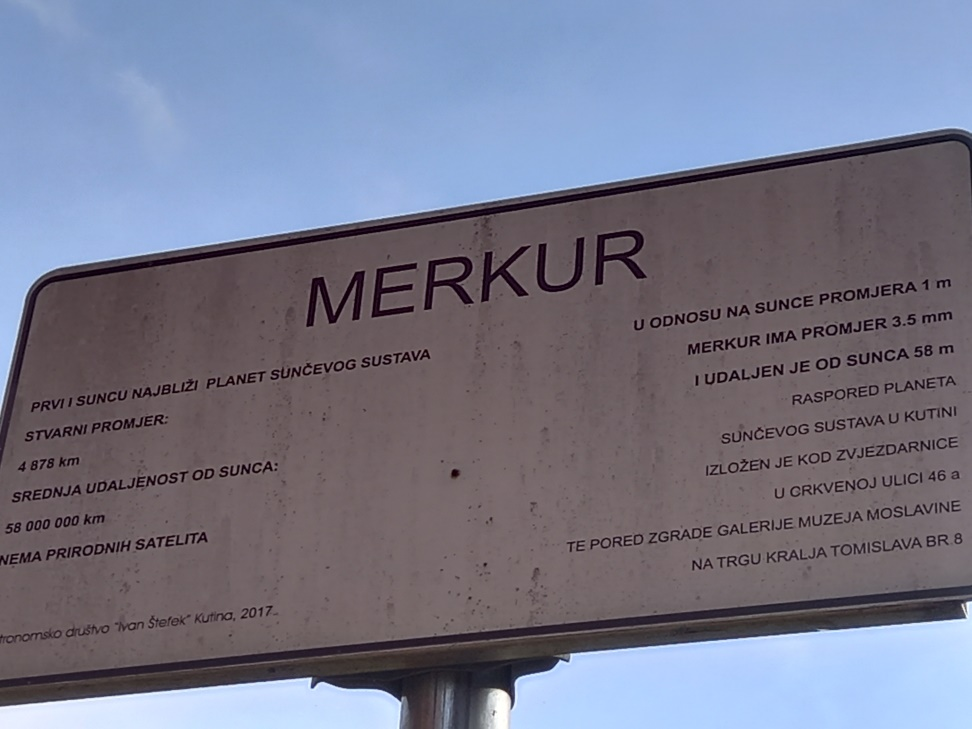 MERKUR
PRVI I SUNCU NAJBLIŽI PLANET SUNČEVOG SUSTAVA
STVARNI PROMJER:
4 878 km
SREDNJA UDALJENOST OD SUNCA:
58 000 000 km
NEMA PRIRODNIH SATELITA
U ODNOSU NA SUNCE PROMJERA 1 m
MERKUR IMA PROMJER 3.5 mm
I UDALJEN JE OD SUNCA 58 m
RASPORED PLANETA
SUNČEVOG SUSTAVA U KUTINI
IZLOŽEN JE KOD ZVJEZDARNICE
U CRKVENOJ ULICI 46 a
TE PORED ZGRADE GALERIJE MUZEJA MOSLAVINE
NA TRGU KRALJA TOMISLAVA BR.8
tronomsko društvo "Ivan Štefek" Kutina, 2017.